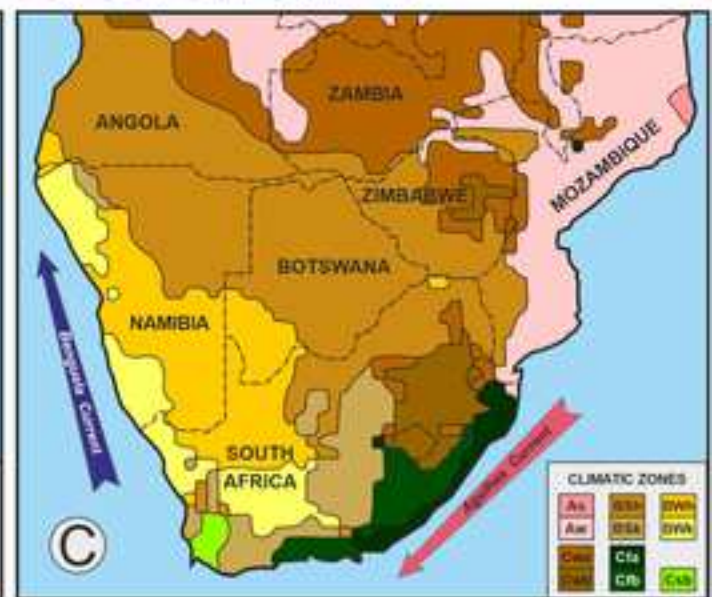 ZAMBIA
ANGOLA
MOZAMBIQUE
ZIMBABWE
BOTSWANA
NAMIBIA
Benguela Current
SOUTH
AFRICA
Agulhas Current
C
CLIMATIC ZONES
As BSh BWh
Aw BSk BWk
Cwa Cfa
Cwb Cfb Csb